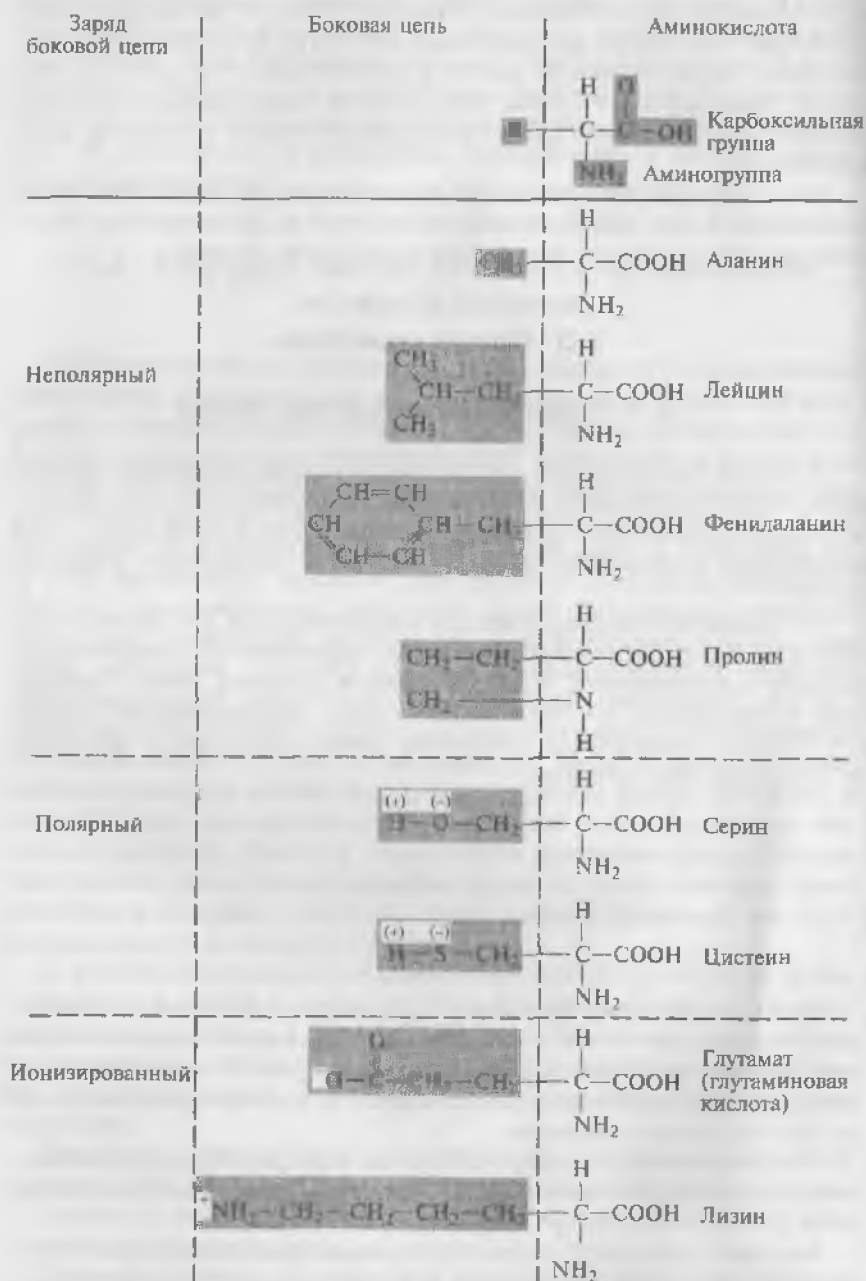 Заряд боковой цепи
Боковая цепь
Аминокислота
H
R —C—C—OH Карбоксильная группа
NH₂ Аминогруппа
H
—C—COOH Аланин
NH₂
Неполярный
CH₃ H
CH—CH₂—C—COOH Лейцин
CH₃ NH₂
CH=CH H
CH CH—CH₂—C—COOH Фенилаланин
CH—CH NH₂
H
CH₂—CH₂—C—COOH Пролин
CH₂—N
H
Полярный
(+) (−) H
H—O—CH₂—C—COOH Серин
NH₂
(+) (−) H
H—S—CH₂—C—COOH Цистеин
NH₂
Ионизированный
H
C—CH₂—CH₂—C—COOH Глутамат (глутаминовая кислота)
NH₂
H
+NH₃—CH₂—CH₂—CH₂—CH₂—C—COOH Лизин
NH₂